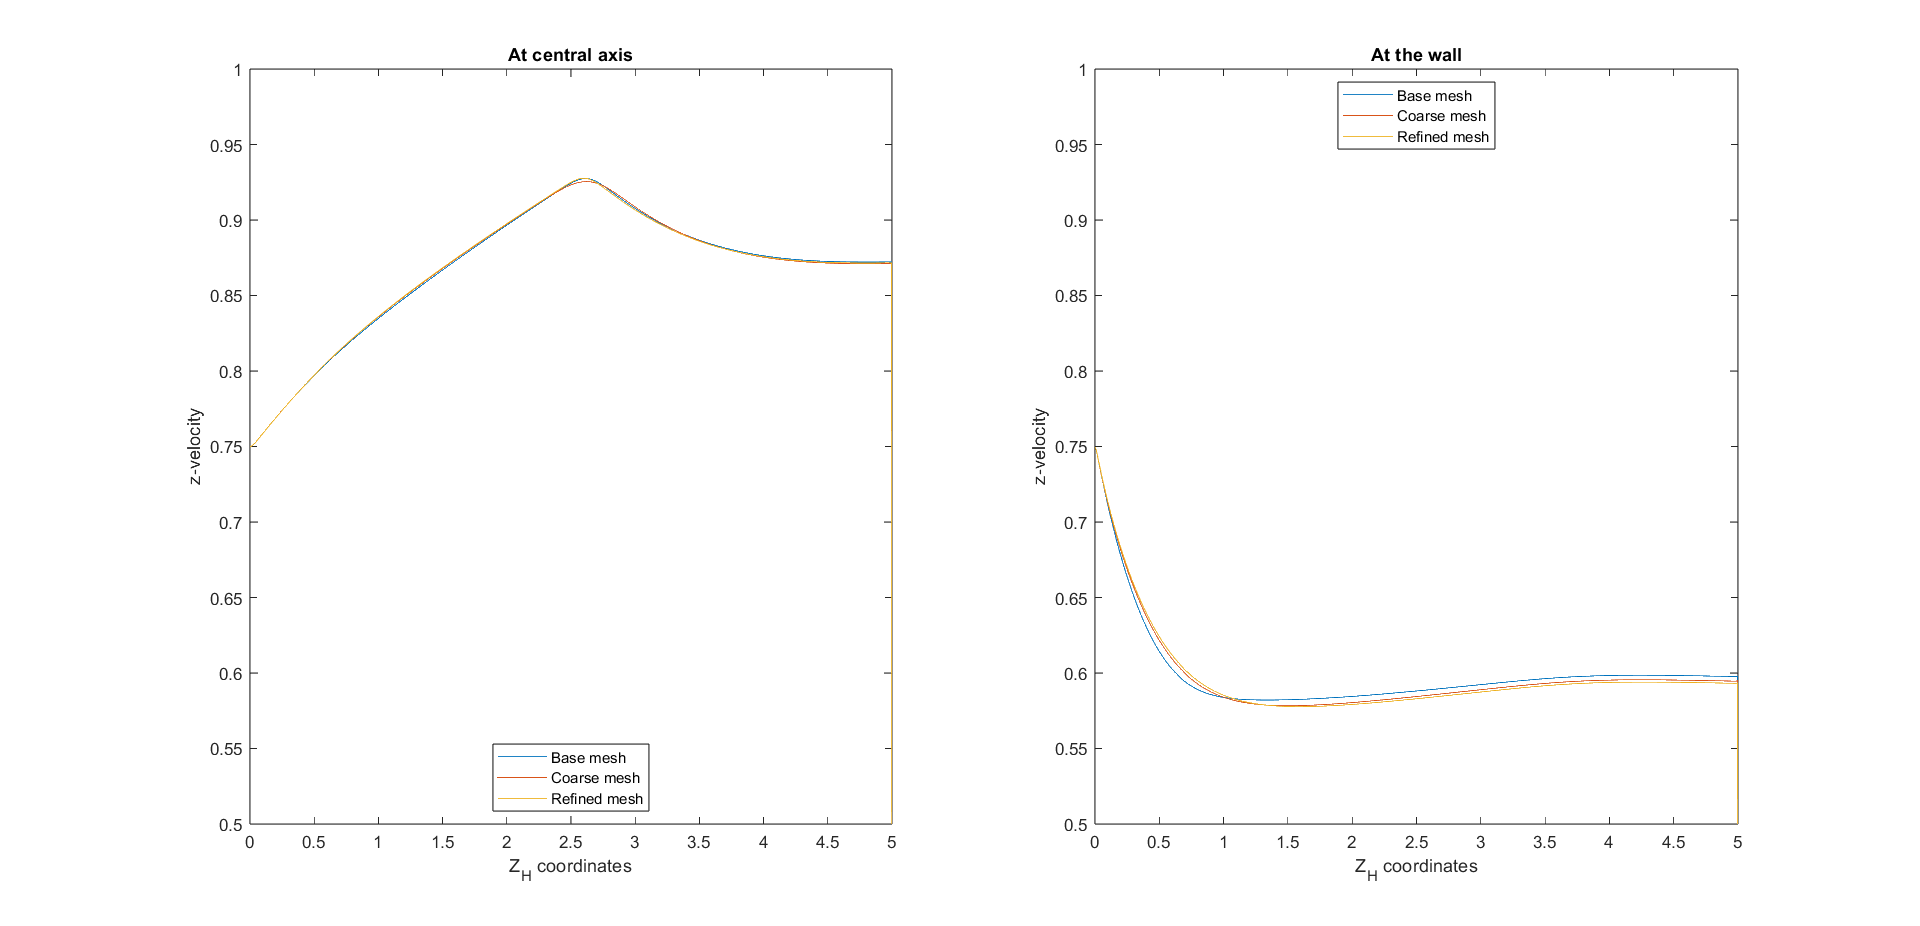 At central axis
1
0.95
0.9
0.85
0.8
0.75
0.7
0.65
0.6
0.55
0.5
z-velocity
Base mesh
Coarse mesh
Refined mesh
0 0.5 1 1.5 2 2.5 3 3.5 4 4.5 5
Z_H coordinates
At the wall
1
0.95
0.9
0.85
0.8
0.75
0.7
0.65
0.6
0.55
0.5
z-velocity
Base mesh
Coarse mesh
Refined mesh
0 0.5 1 1.5 2 2.5 3 3.5 4 4.5 5
Z_H coordinates